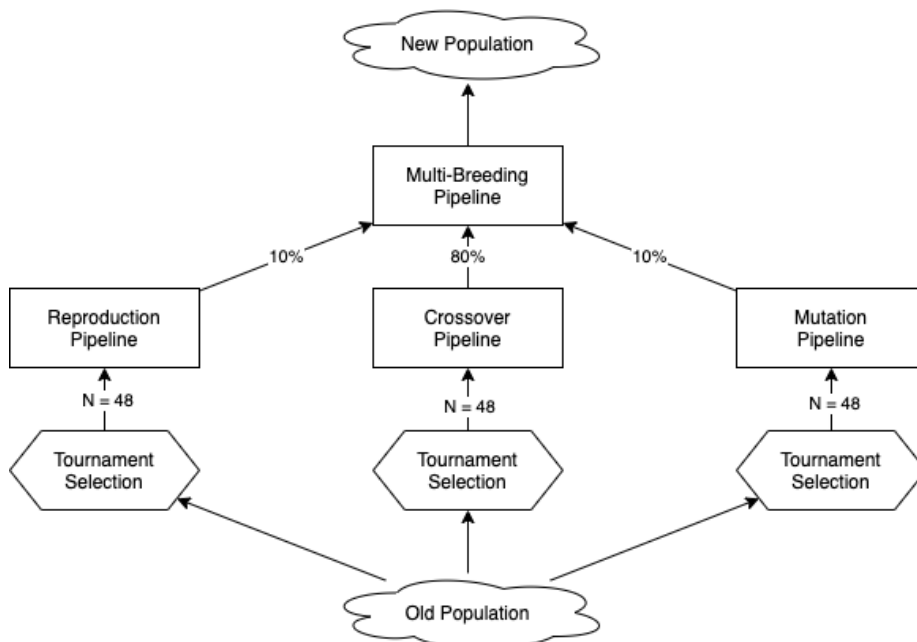 New Population
Multi-Breeding
Pipeline
10%
80%
10%
Reproduction
Pipeline
Crossover
Pipeline
Mutation
Pipeline
N = 48
N = 48
N = 48
Tournament
Selection
Tournament
Selection
Tournament
Selection
Old Population